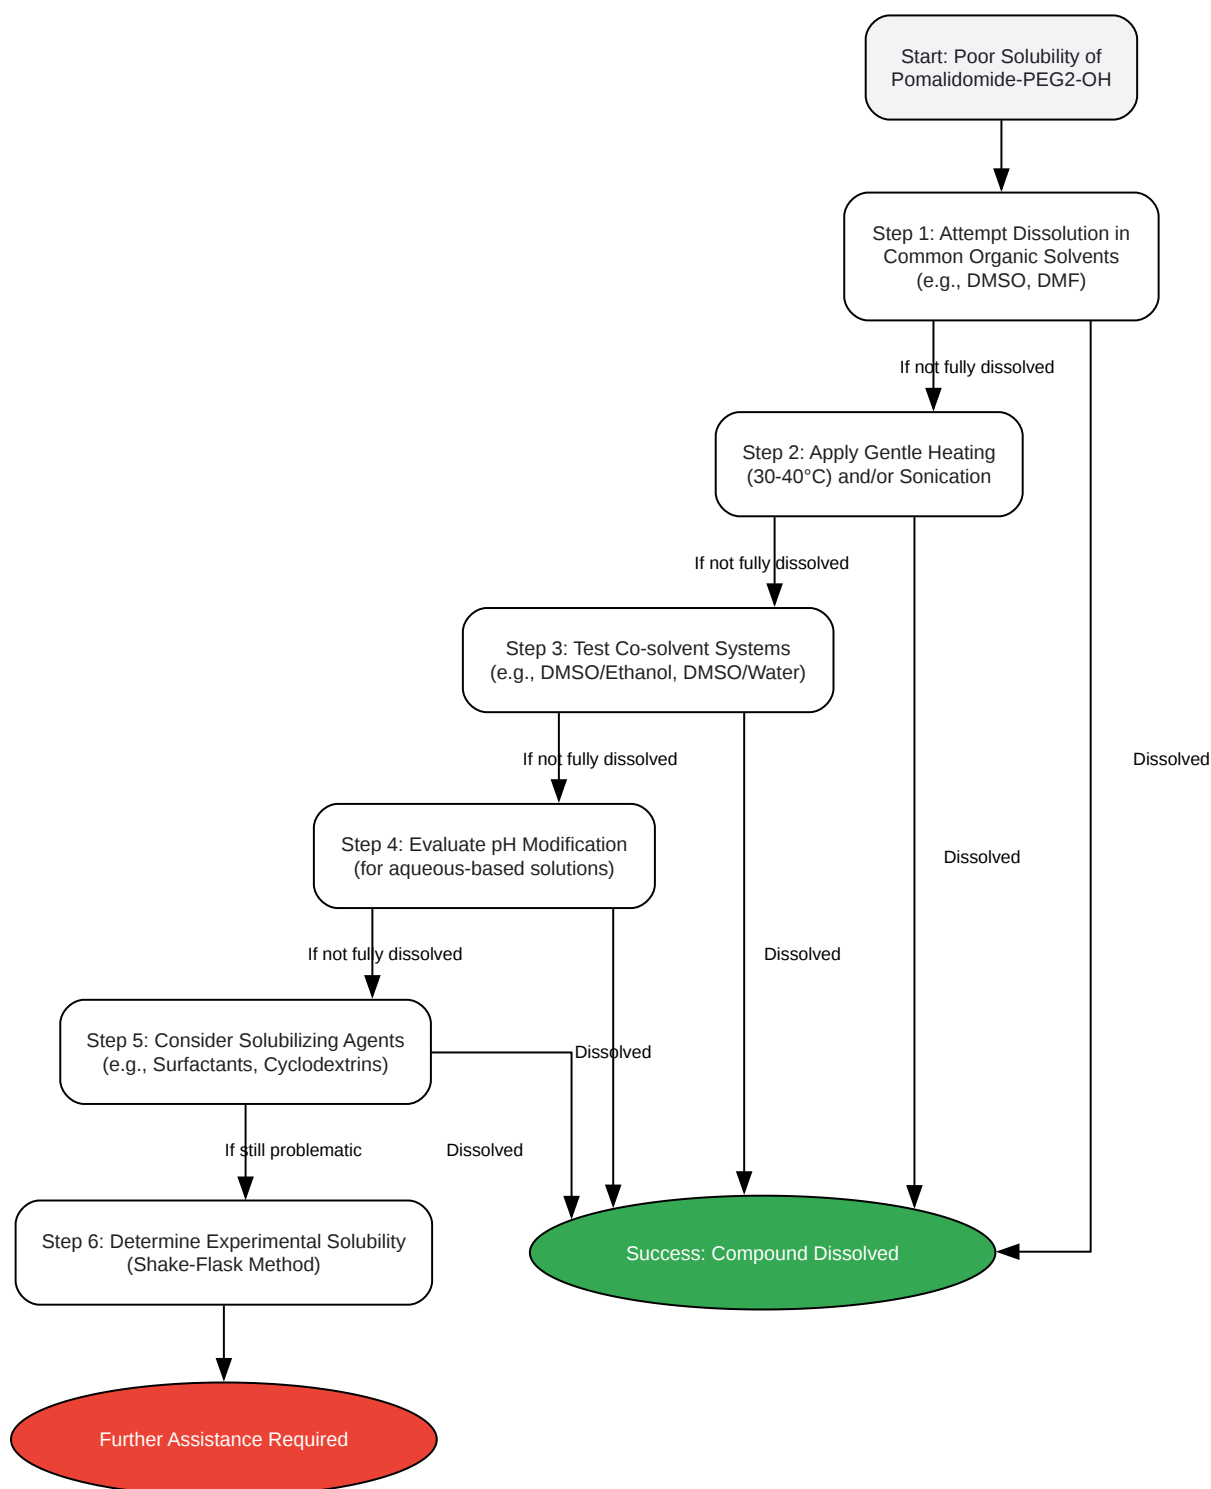 Start: Poor Solubility of
Pomalidomide-PEG2-OH
Step 1: Attempt Dissolution in
Common Organic Solvents
(e.g., DMSO, DMF)
If not fully dissolved
Step 2: Apply Gentle Heating
(30-40°C) and/or Sonication
If not fully dissolved
Step 3: Test Co-solvent Systems
(e.g., DMSO/Ethanol, DMSO/Water)
If not fully dissolved
Dissolved
Step 4: Evaluate pH Modification
(for aqueous-based solutions)
Dissolved
If not fully dissolved
Dissolved
Step 5: Consider Solubilizing Agents
(e.g., Surfactants, Cyclodextrins)
Dissolved
If still problematic
Dissolved
Step 6: Determine Experimental Solubility
(Shake-Flask Method)
Success: Compound Dissolved
Further Assistance Required